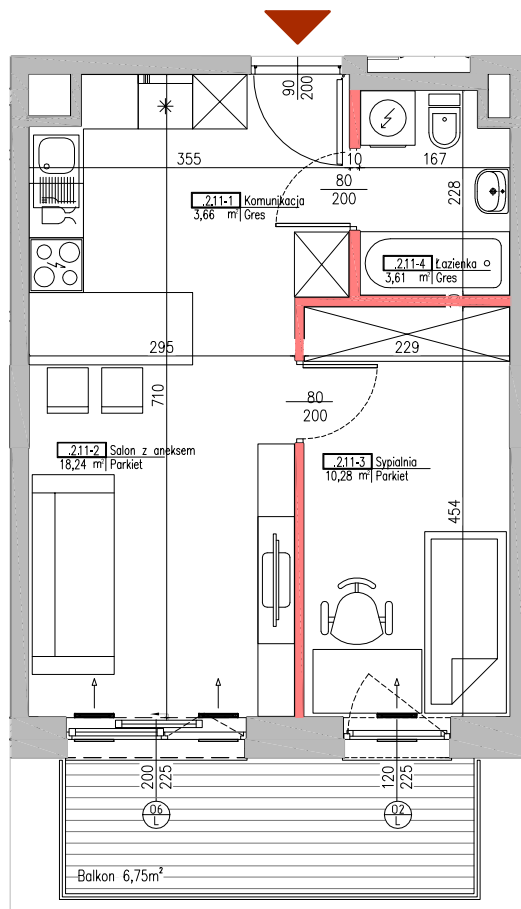 90
200
355
10
167
80
200
228
.2.11-1 Komunikacja
3,66 m² Gres
.2.11-4 Łazienka
3,61 m² Gres
295
229
710
80
200
.2.11-2 Salon z aneksem
18,24 m² Parkiet
.2.11-3 Sypialnia
10,28 m² Parkiet
454
200
225
120
225
06
L
02
L
Balkon 6,75m²